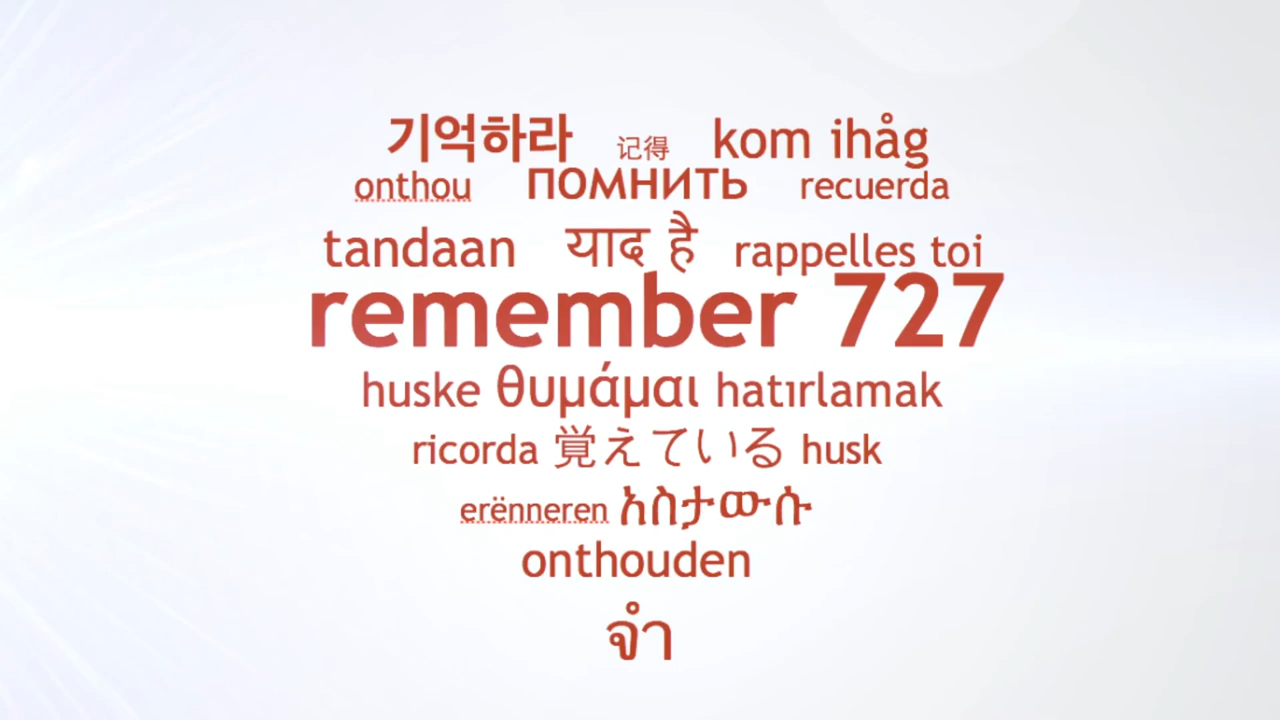 기억하라 记得 kom ihåg
onthou помнить recuerda
tandaan याद है rappelles toi
remember 727
huske θυμάμαι hatırlamak
ricorda 覚えている husk
erënneren አስታውሱ
onthouden
จำ